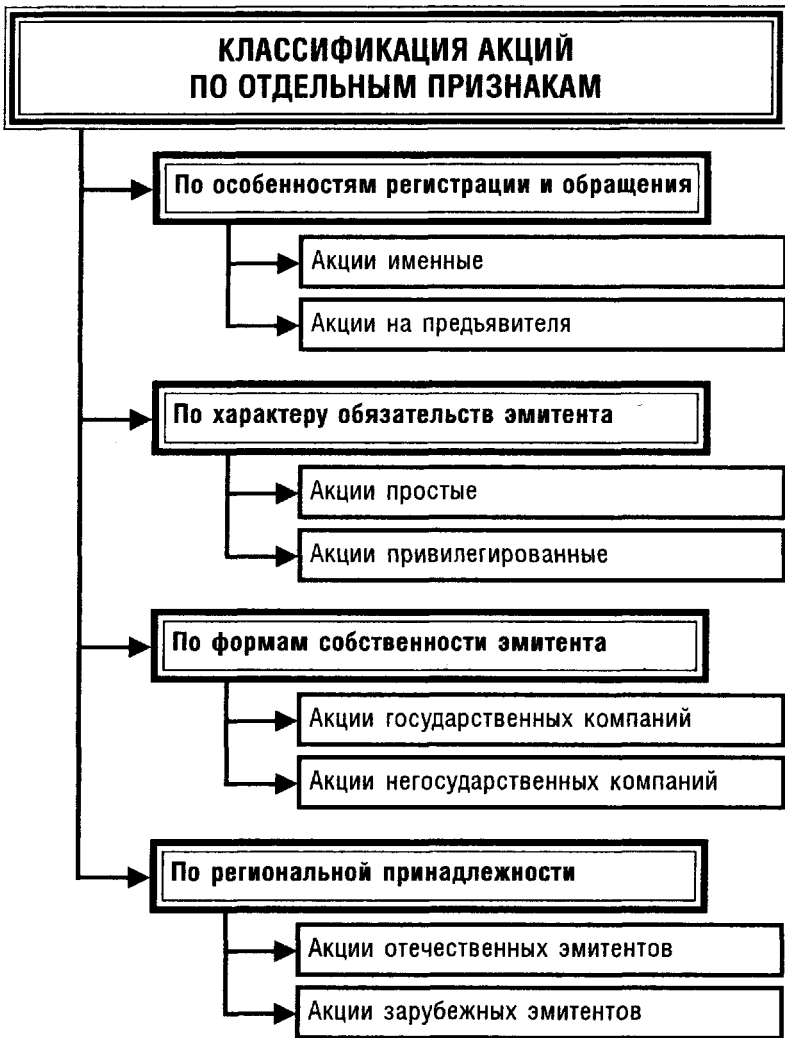 КЛАССИФИКАЦИЯ АКЦИЙ
ПО ОТДЕЛЬНЫМ ПРИЗНАКАМ
По особенностям регистрации и обращения
Акции именные
Акции на предъявителя
По характеру обязательств эмитента
Акции простые
Акции привилегированные
По формам собственности эмитента
Акции государственных компаний
Акции негосударственных компаний
По региональной принадлежности
Акции отечественных эмитентов
Акции зарубежных эмитентов